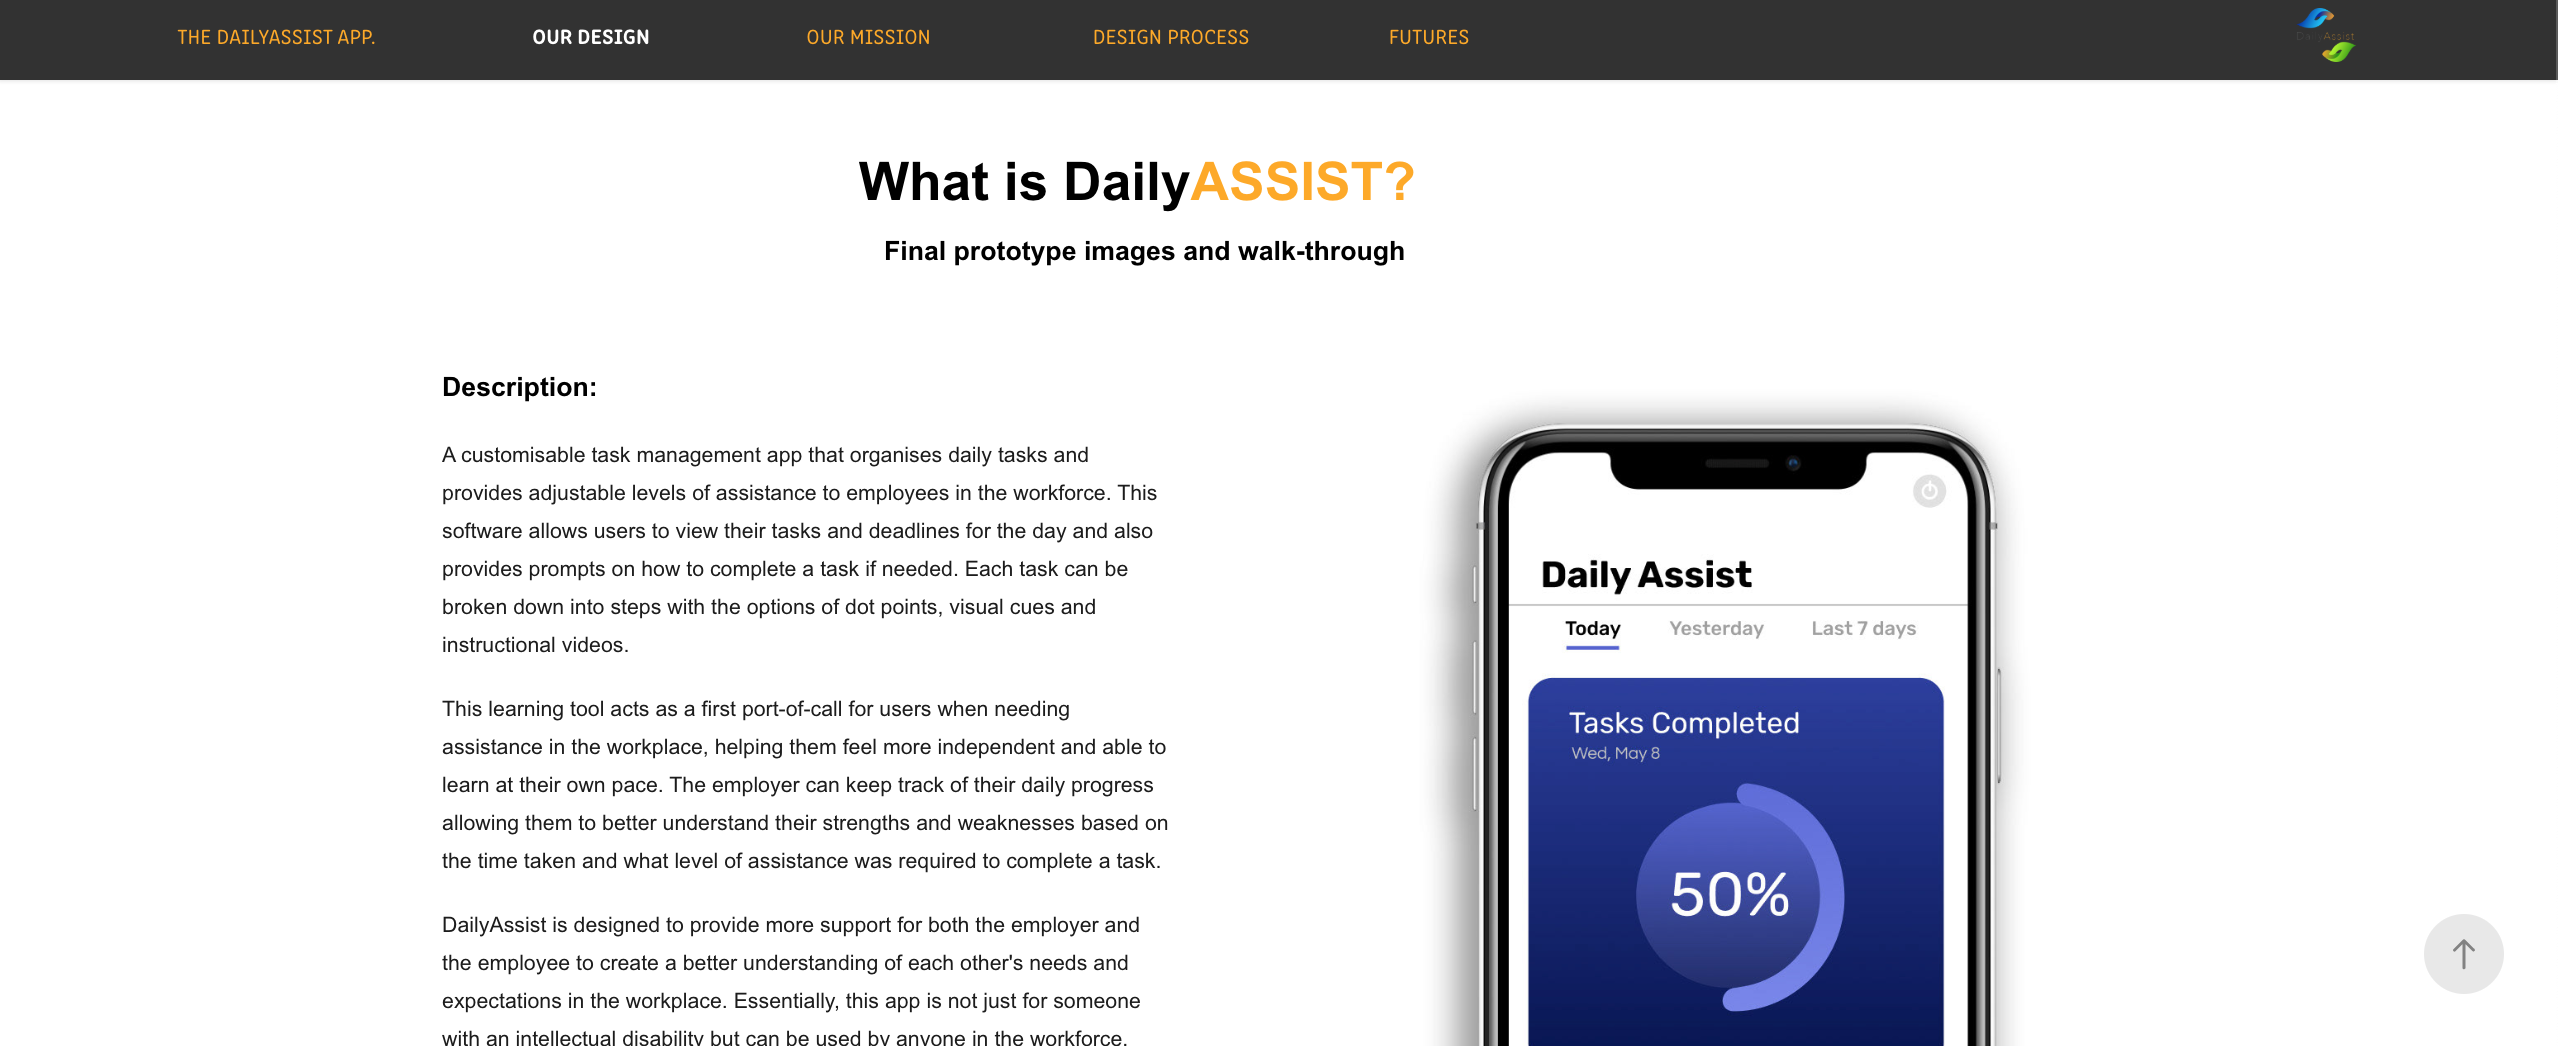 THE DAILYASSIST APP.
OUR DESIGN
OUR MISSION
DESIGN PROCESS
FUTURES
DailyAssist
What is DailyASSIST?
Final prototype images and walk-through
Description:
A customisable task management app that organises daily tasks and
provides adjustable levels of assistance to employees in the workforce. This
software allows users to view their tasks and deadlines for the day and also
provides prompts on how to complete a task if needed. Each task can be
broken down into steps with the options of dot points, visual cues and
instructional videos.
This learning tool acts as a first port-of-call for users when needing
assistance in the workplace, helping them feel more independent and able to
learn at their own pace. The employer can keep track of their daily progress
allowing them to better understand their strengths and weaknesses based on
the time taken and what level of assistance was required to complete a task.
DailyAssist is designed to provide more support for both the employer and
the employee to create a better understanding of each other's needs and
expectations in the workplace. Essentially, this app is not just for someone
with an intellectual disability but can be used by anyone in the workforce.
Daily Assist
Today
Yesterday
Last 7 days
Tasks Completed
Wed, May 8
50%